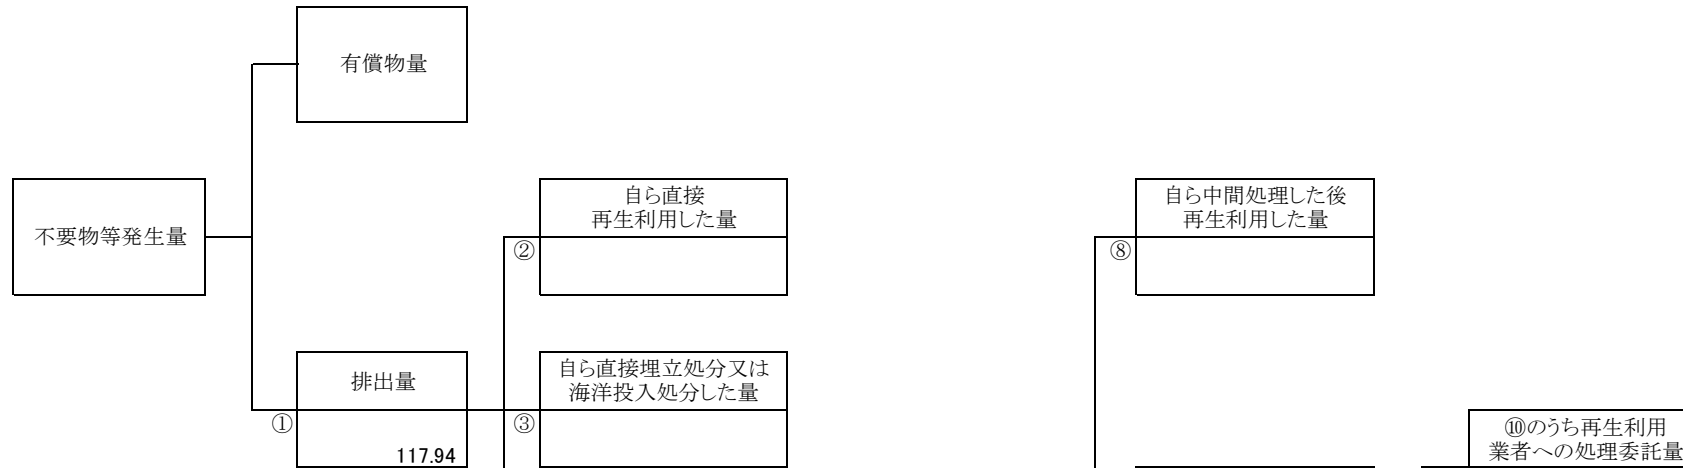 有償物量
不要物等発生量
自ら直接
再生利用した量
②
自ら中間処理した後
再生利用した量
⑧
排出量
①
117.94
自ら直接埋立処分又は
海洋投入処分した量
③
⑩のうち再生利用
業者への処理委託量